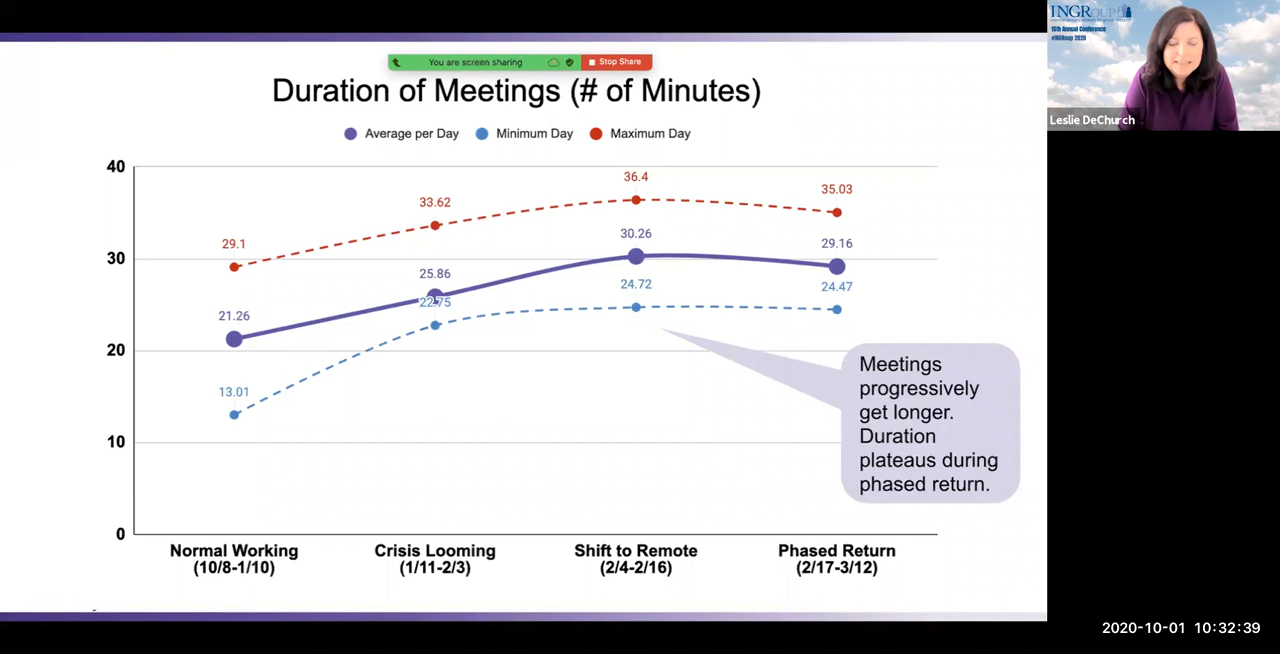 You are screen sharing
Stop Share
Duration of Meetings (# of Minutes)
Average per Day
Minimum Day
Maximum Day
40
30
20
10
0
29.1
33.62
36.4
35.03
21.26
25.86
30.26
29.16
13.01
22.75
24.72
24.47
Meetings
progressively
get longer.
Duration
plateaus during
phased return.
Normal Working
(10/8-1/10)
Crisis Looming
(1/11-2/3)
Shift to Remote
(2/4-2/16)
Phased Return
(2/17-3/12)
INGRoup
15th Annual Conference
#INGRoup 2020
Leslie DeChurch
2020-10-01 10:32:39